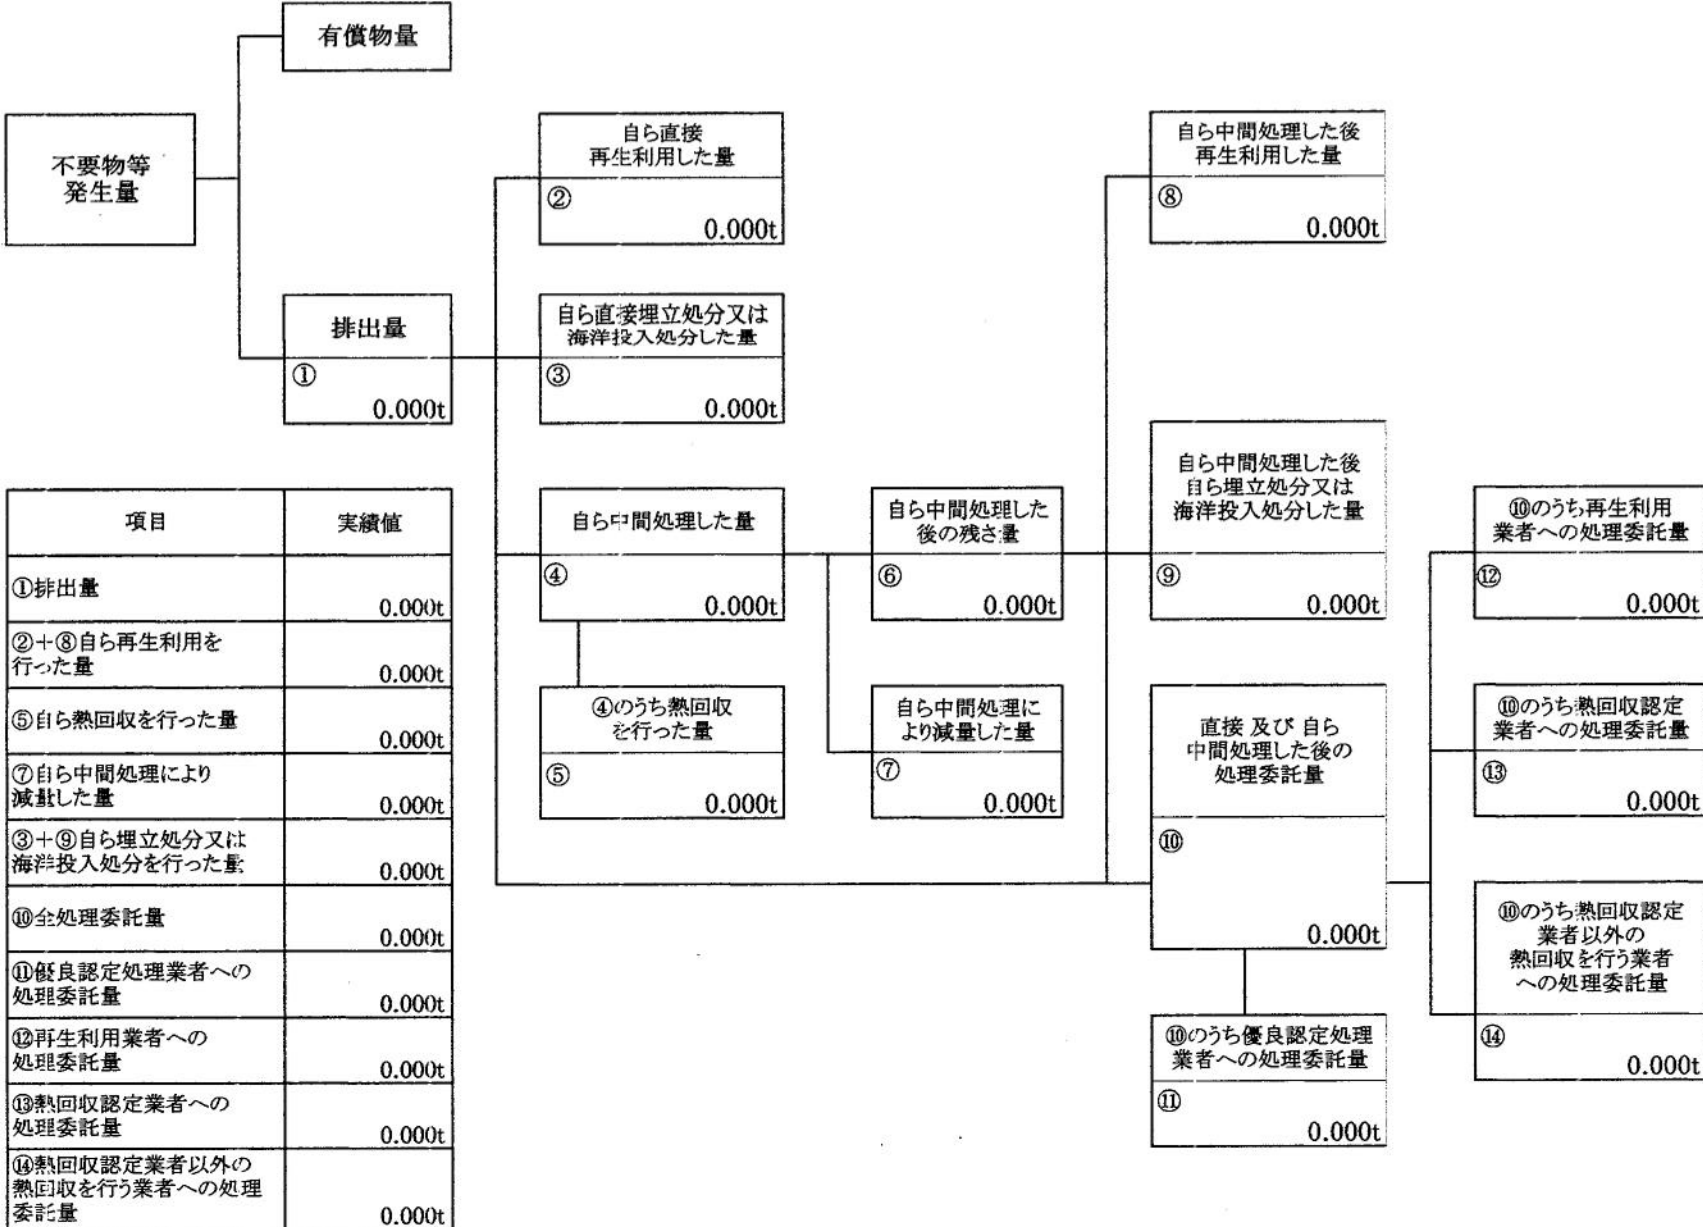 有償物量
不要物等
発生量
排出量
①
0.000t
自ら直接
再生利用した量
②
0.000t
自ら直接埋立処分又は
海洋投入処分した量
③
0.000t
自ら中間処理した量
④
0.000t
④のうち熱回収
を行った量
⑤
0.000t
自ら中間処理した
後の残さ量
⑥
0.000t
自ら中間処理に
より減量した量
⑦
0.000t
自ら中間処理した後
再生利用した量
⑧
0.000t
自ら中間処理した後
自ら埋立処分又は
海洋投入処分した量
⑨
0.000t
直接 及び 自ら
中間処理した後の
処理委託量
⑩
0.000t
⑩のうち優良認定処理
業者への処理委託量
⑪
0.000t
⑩のうち再生利用
業者への処理委託量
⑫
0.000t
⑩のうち熱回収認定
業者への処理委託量
⑬
0.000t
⑩のうち熱回収認定
業者以外の
熱回収を行う業者
への処理委託量
⑭
0.000t
項目 実績値
①排出量
0.000t
②+⑧自ら再生利用を
行った量
0.000t
⑤自ら熱回収を行った量
0.000t
⑦自ら中間処理により
減量した量
0.000t
③+⑨自ら埋立処分又は
海洋投入処分を行った量
0.000t
⑩全処理委託量
0.000t
⑪優良認定処理業者への
処理委託量
0.000t
⑫再生利用業者への
処理委託量
0.000t
⑬熱回収認定業者への
処理委託量
0.000t
⑭熱回収認定業者以外の
熱回収を行う業者への処理
委託量
0.000t